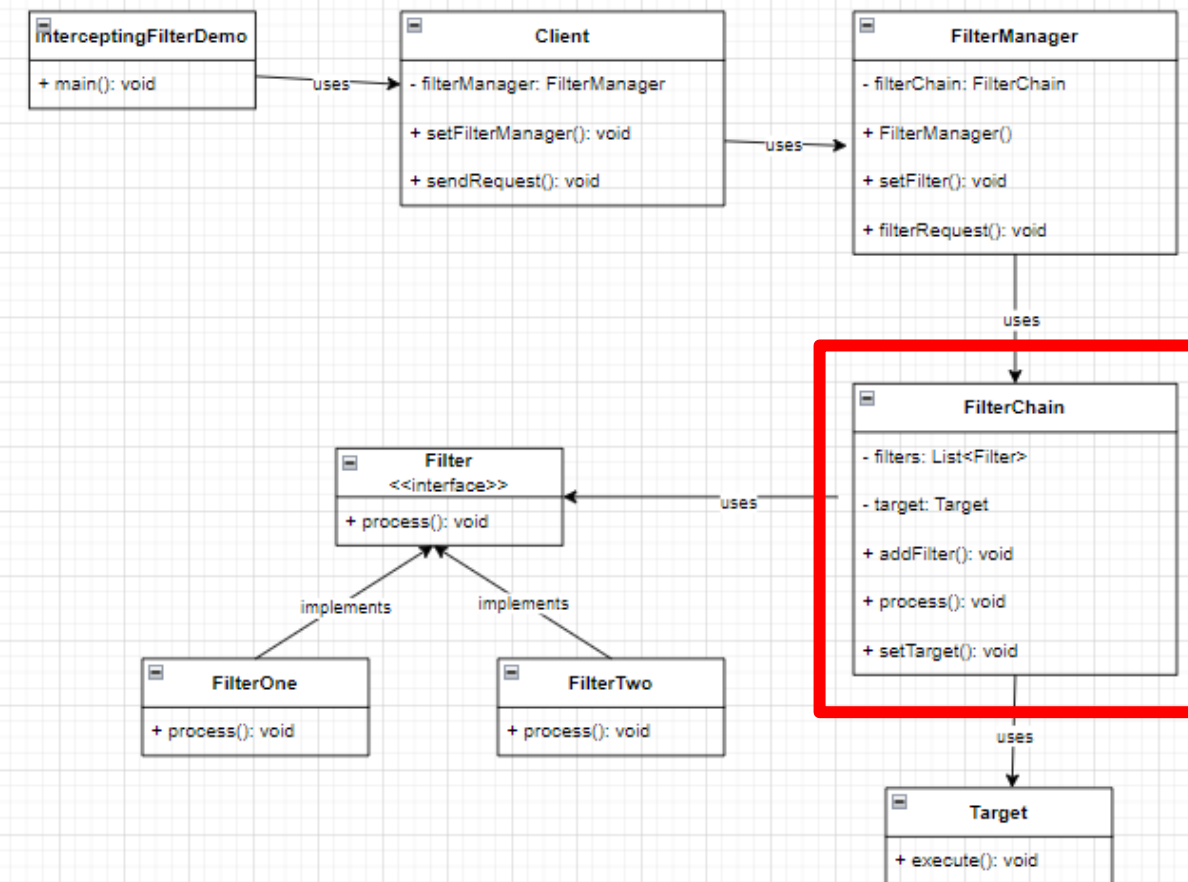 InterceptingFilterDemo
+ main(): void
uses
Client
- filterManager: FilterManager
+ setFilterManager(): void
+ sendRequest(): void
uses
FilterManager
- filterChain: FilterChain
+ FilterManager()
+ setFilter(): void
+ filterRequest(): void
uses
FilterChain
- filters: List<Filter>
- target: Target
+ addFilter(): void
+ process(): void
+ setTarget(): void
uses
Filter
<<interface>>
+ process(): void
implements
implements
FilterOne
+ process(): void
FilterTwo
+ process(): void
uses
Target
+ execute(): void